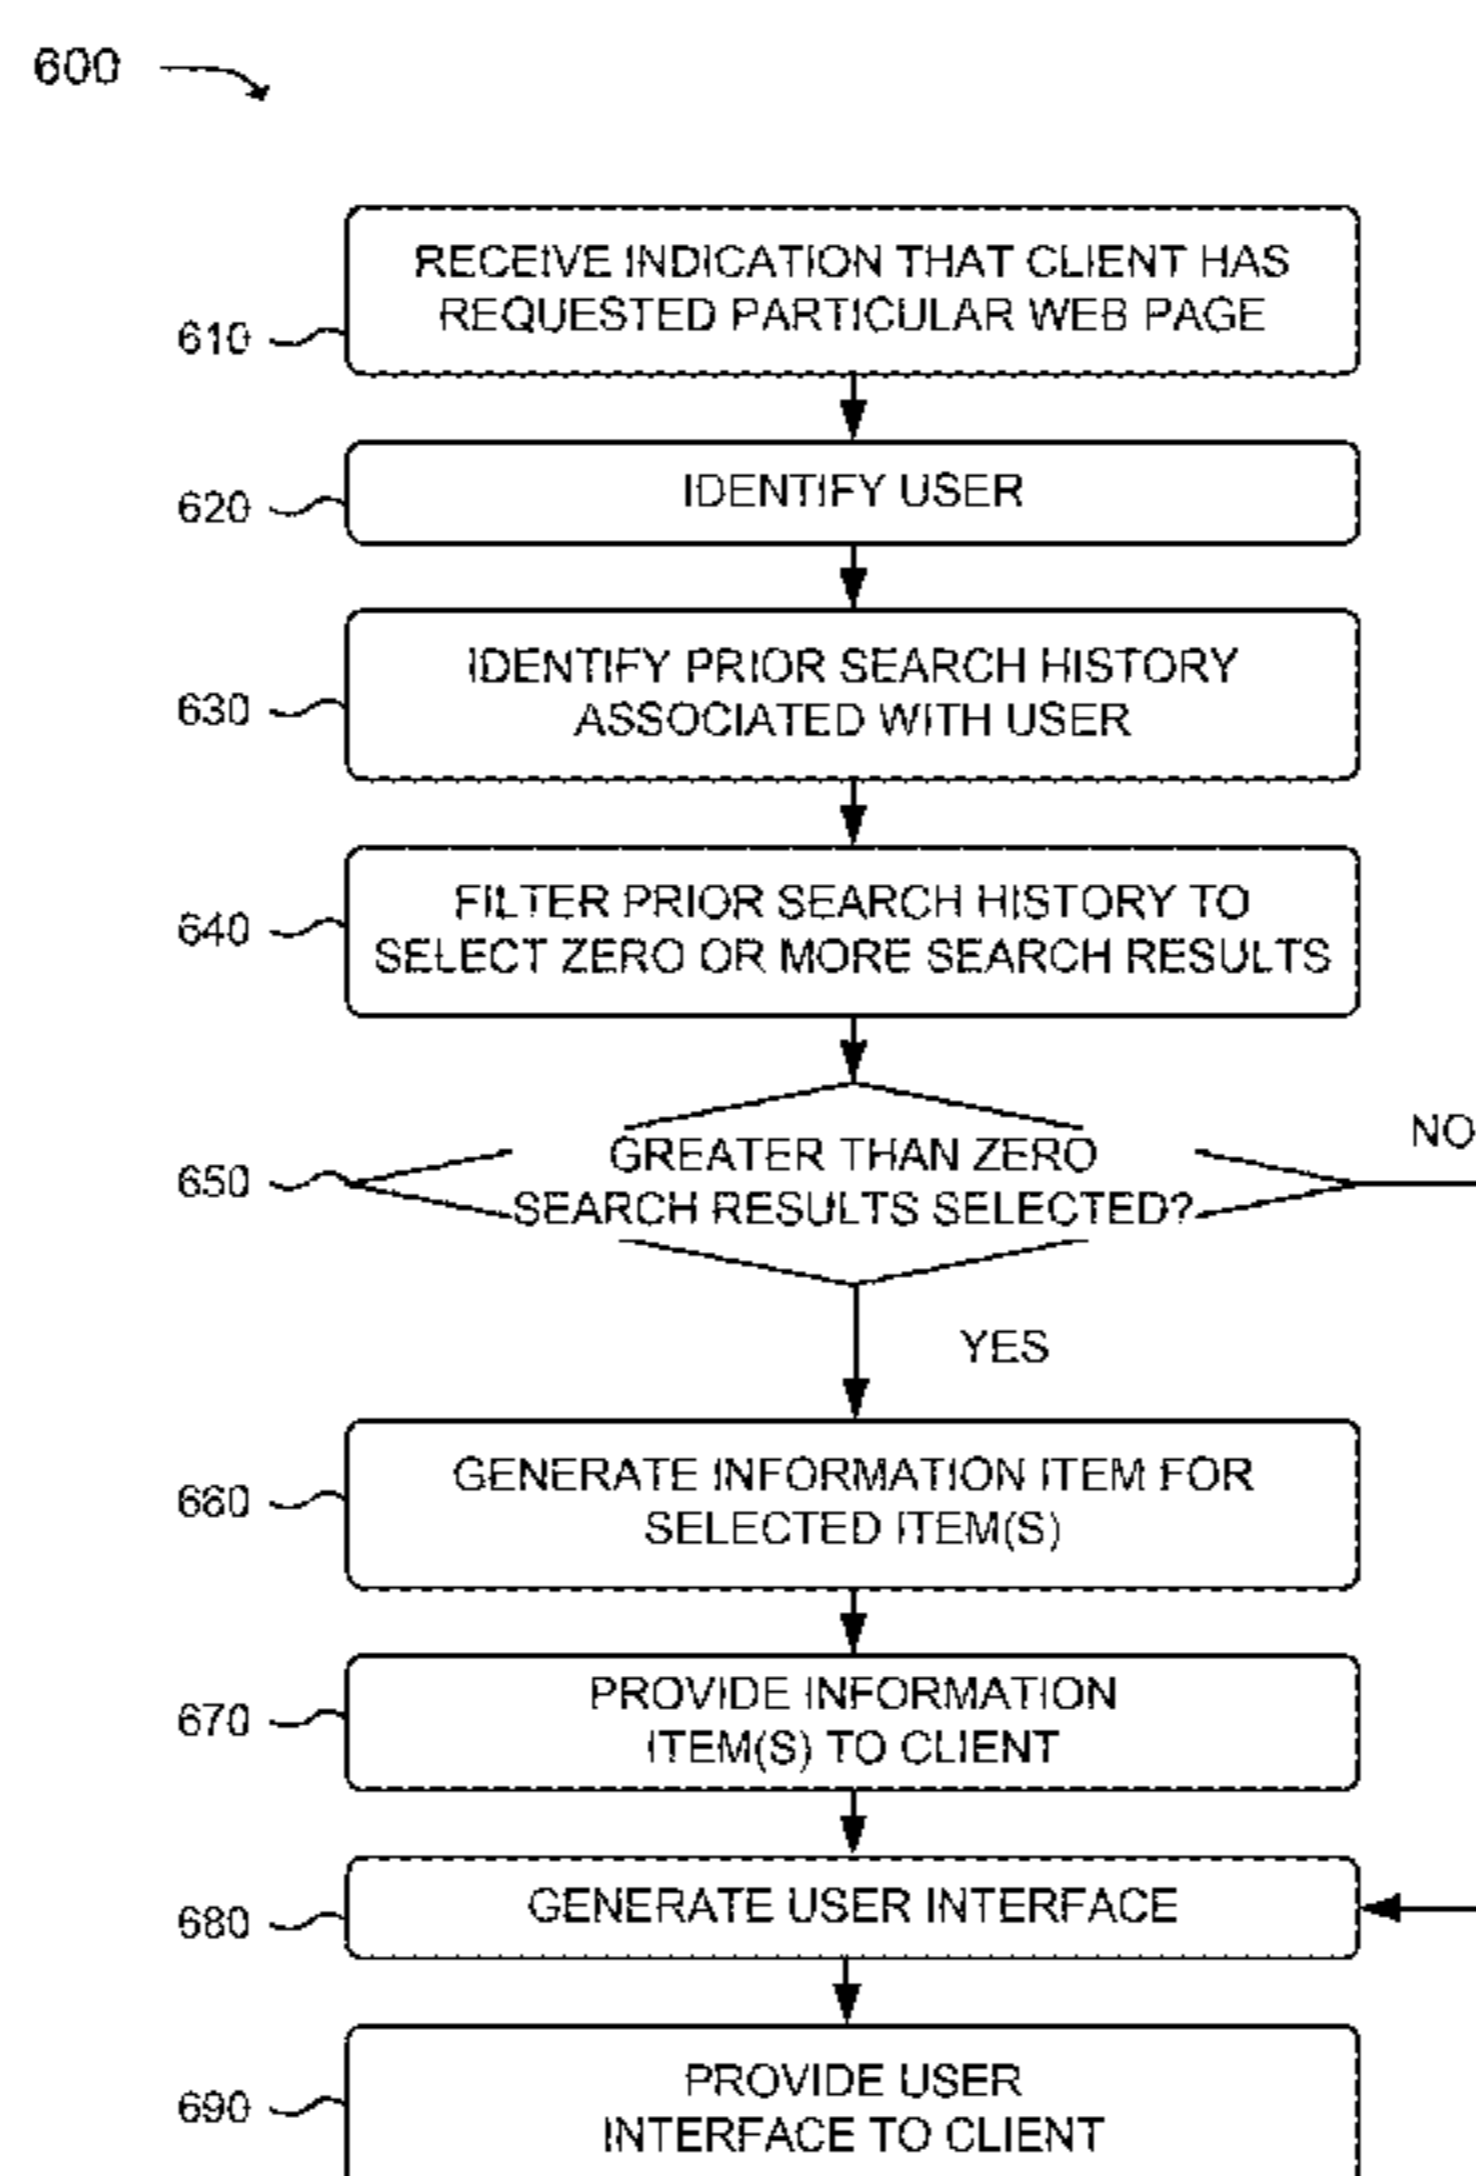 600
RECEIVE INDICATION THAT CLIENT HAS
REQUESTED PARTICULAR WEB PAGE
610
IDENTIFY USER
620
IDENTIFY PRIOR SEARCH HISTORY
ASSOCIATED WITH USER
630
FILTER PRIOR SEARCH HISTORY TO
SELECT ZERO OR MORE SEARCH RESULTS
640
NO
GREATER THAN ZERO
SEARCH RESULTS SELECTED?
650
YES
GENERATE INFORMATION ITEM FOR
SELECTED ITEM(S)
660
PROVIDE INFORMATION
ITEM(S) TO CLIENT
670
GENERATE USER INTERFACE
680
PROVIDE USER
INTERFACE TO CLIENT
690